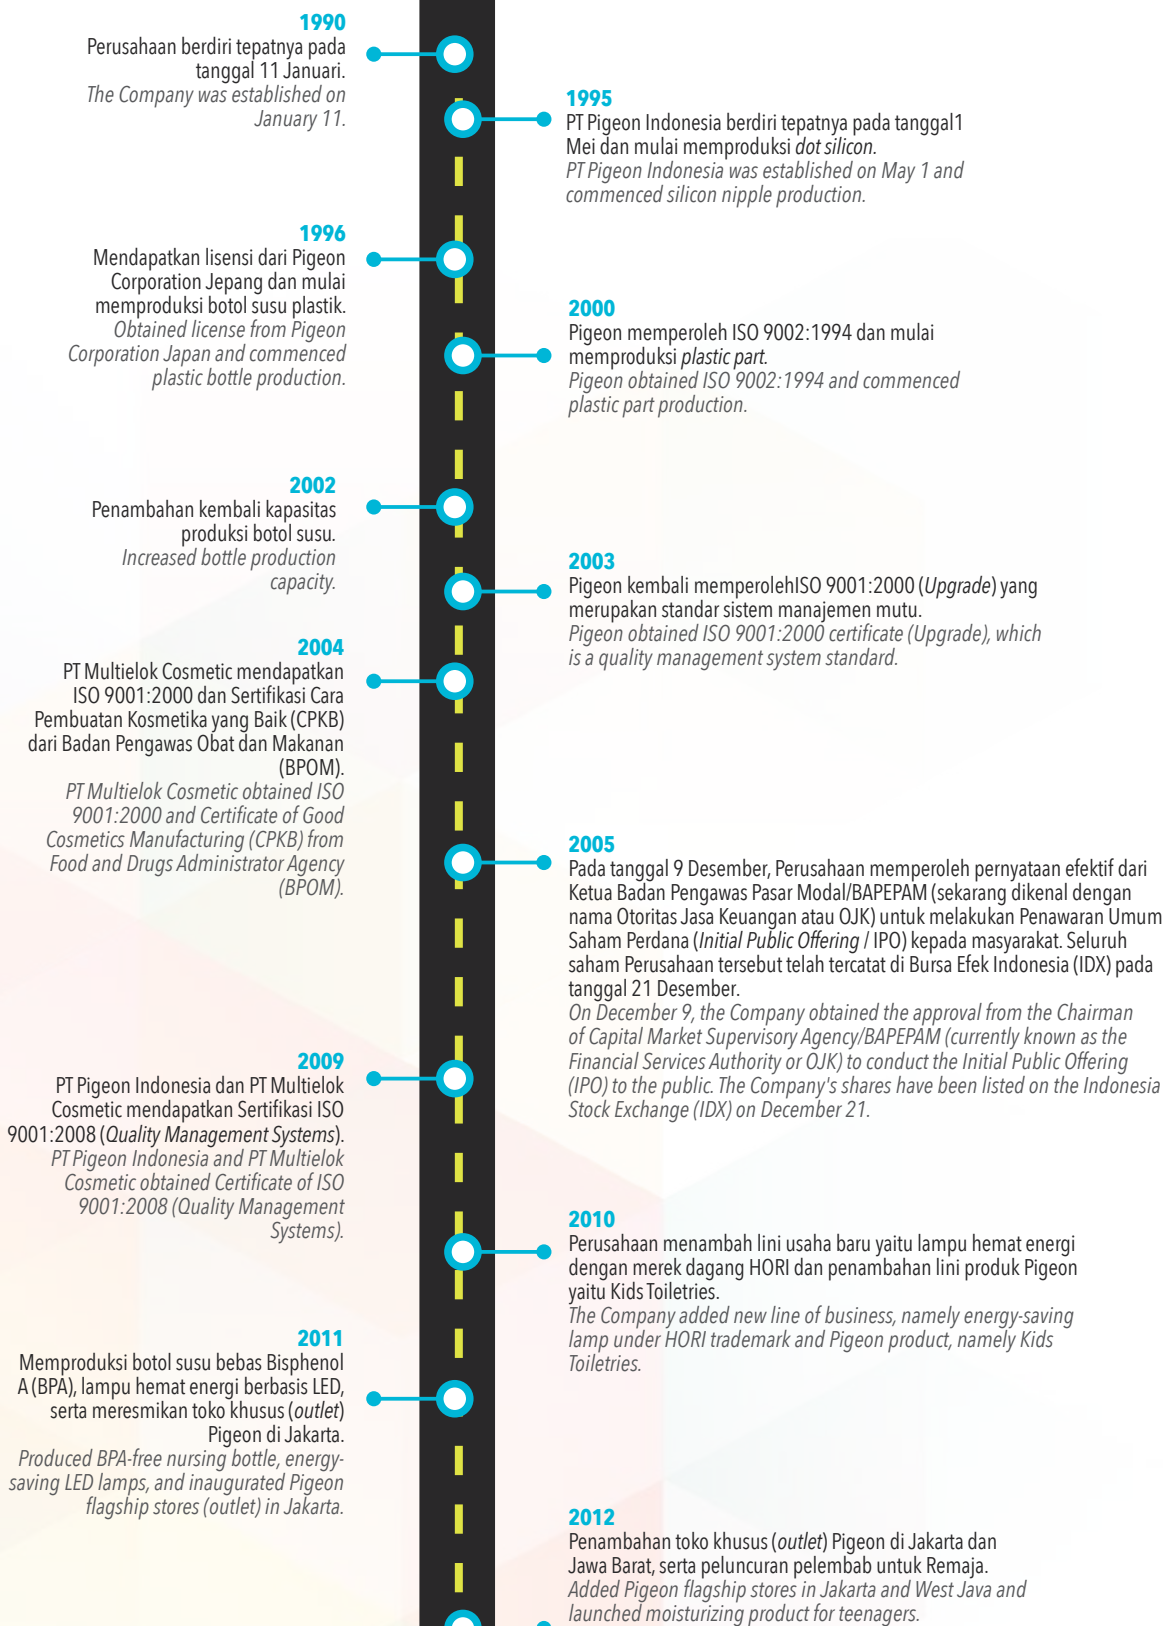 1990
Perusahaan berdiri tepatnya pada
tanggal 11 Januari.
The Company was established on
January 11.
1995
PT Pigeon Indonesia berdiri tepatnya pada tanggal1
Mei dan mulai memproduksi dot silicon.
PT Pigeon Indonesia was established on May 1 and
commenced silicon nipple production.
1996
Mendapatkan lisensi dari Pigeon
Corporation Jepang dan mulai
memproduksi botol susu plastik.
Obtained license from Pigeon
Corporation Japan and commenced
plastic bottle production.
2000
Pigeon memperoleh ISO 9002:1994 dan mulai
memproduksi plastic part.
Pigeon obtained ISO 9002:1994 and commenced
plastic part production.
2002
Penambahan kembali kapasitas
produksi botol susu.
Increased bottle production
capacity.
2003
Pigeon kembali memperolehISO 9001:2000 (Upgrade) yang
merupakan standar sistem manajemen mutu.
Pigeon obtained ISO 9001:2000 certificate (Upgrade), which
is a quality management system standard.
2004
PT Multielok Cosmetic mendapatkan
ISO 9001:2000 dan Sertifikasi Cara
Pembuatan Kosmetika yang Baik (CPKB)
dari Badan Pengawas Obat dan Makanan
(BPOM).
PT Multielok Cosmetic obtained ISO
9001:2000 and Certificate of Good
Cosmetics Manufacturing (CPKB) from
Food and Drugs Administrator Agency
(BPOM).
2005
Pada tanggal 9 Desember, Perusahaan memperoleh pernyataan efektif dari
Ketua Badan Pengawas Pasar Modal/BAPEPAM (sekarang dikenal dengan
nama Otoritas Jasa Keuangan atau OJK) untuk melakukan Penawaran Umum
Saham Perdana (Initial Public Offering / IPO) kepada masyarakat. Seluruh
saham Perusahaan tersebut telah tercatat di Bursa Efek Indonesia (IDX) pada
tanggal 21 Desember.
On December 9, the Company obtained the approval from the Chairman
of Capital Market Supervisory Agency/BAPEPAM (currently known as the
Financial Services Authority or OJK) to conduct the Initial Public Offering
(IPO) to the public. The Company's shares have been listed on the Indonesia
Stock Exchange (IDX) on December 21.
2009
PT Pigeon Indonesia dan PT Multielok
Cosmetic mendapatkan Sertifikasi ISO
9001:2008 (Quality Management Systems).
PT Pigeon Indonesia and PT Multielok
Cosmetic obtained Certificate of ISO
9001:2008 (Quality Management
Systems).
2010
Perusahaan menambah lini usaha baru yaitu lampu hemat energi
dengan merek dagang HORI dan penambahan lini produk Pigeon
yaitu Kids Toiletries.
The Company added new line of business, namely energy-saving
lamp under HORI trademark and Pigeon product, namely Kids
Toiletries.
2011
Memproduksi botol susu bebas Bisphenol
A (BPA), lampu hemat energi berbasis LED,
serta meresmikan toko khusus (outlet)
Pigeon di Jakarta.
Produced BPA-free nursing bottle, energy-
saving LED lamps, and inaugurated Pigeon
flagship stores (outlet) in Jakarta.
2012
Penambahan toko khusus (outlet) Pigeon di Jakarta dan
Jawa Barat, serta peluncuran pelembab untuk Remaja.
Added Pigeon flagship stores in Jakarta and West Java and
launched moisturizing product for teenagers.